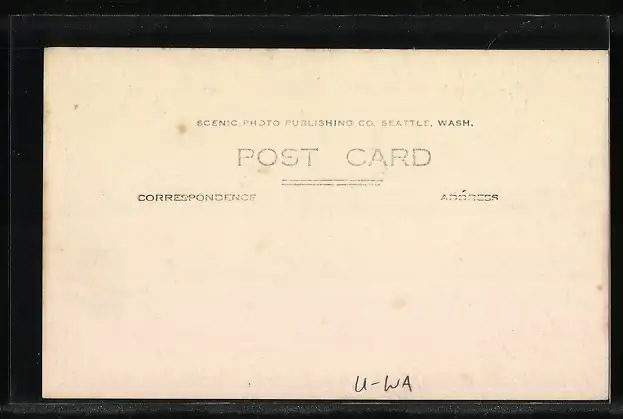 SCENIC PHOTO PUBLISHING CO. SEATTLE, WASH.
POST CARD
CORRESPONDENCE ADDRESS
U-WA